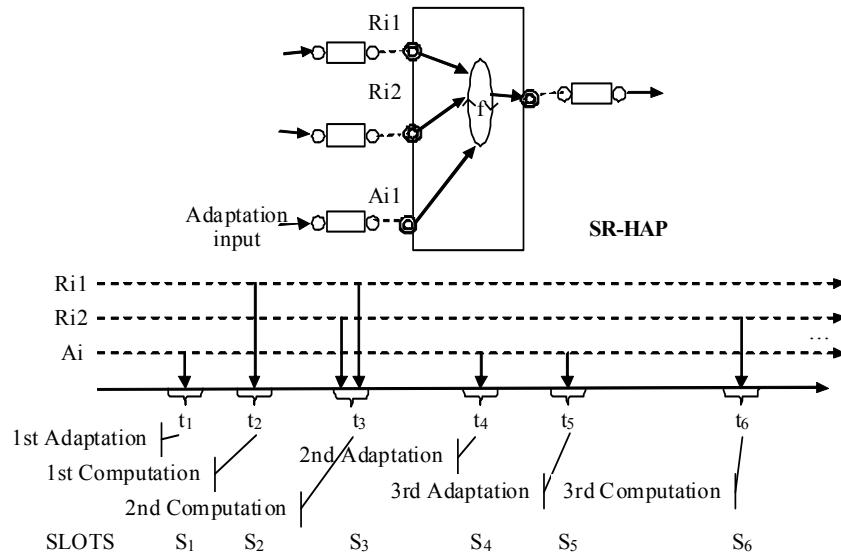 Ri1
Ri2
f
Ai1
Adaptation
input
SR-HAP
Ri1
Ri2
Ai
...
t1 t2 t3 t4 t5 t6
1st Adaptation
2nd Adaptation
1st Computation
3rd Adaptation 3rd Computation
2nd Computation
SLOTS S1 S2 S3 S4 S5 S6